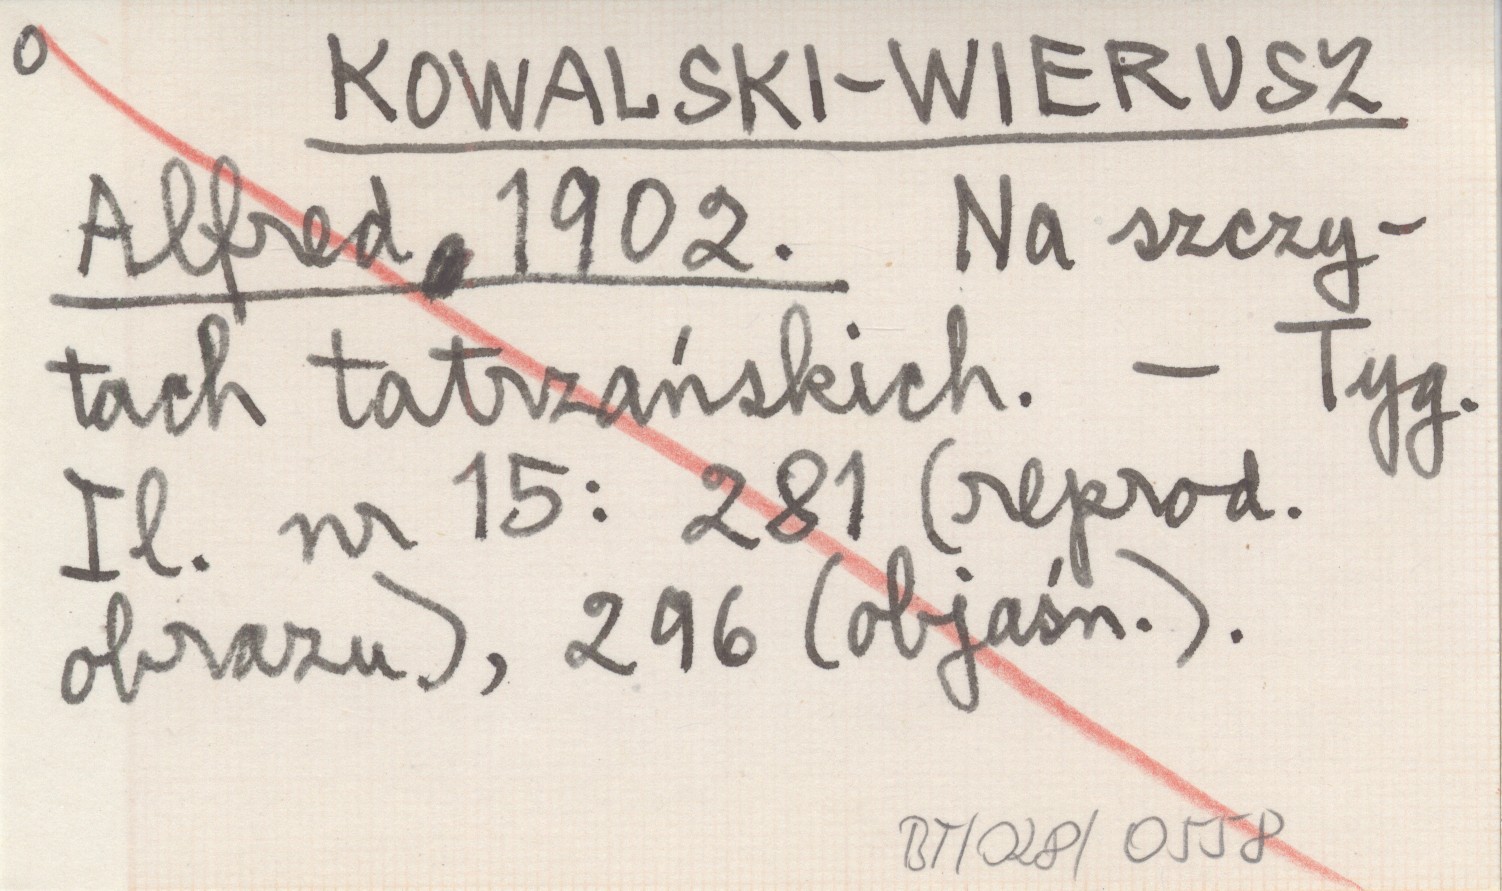 0
KOWALSKI-WIERUSZ
Alfred. 1902. Na szczy-
tach tatrzańskich. — Tyg.
Il. nr 15: 281 (reprod.
obrazu), 296 (objaśn.).
BT/028/ 0558